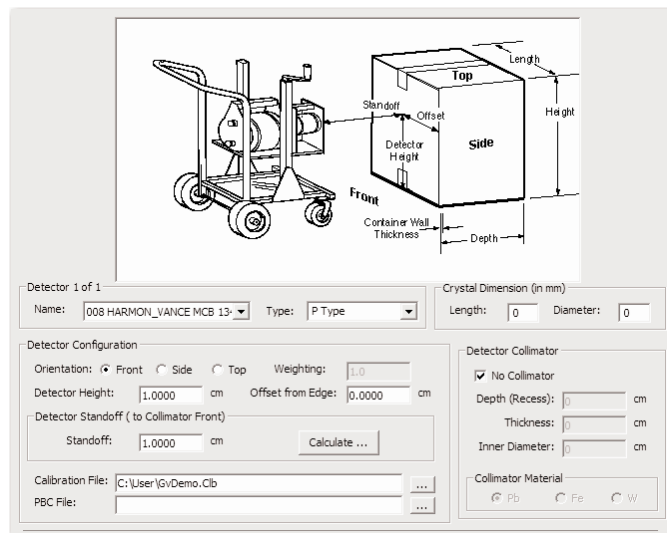 Length
Top
Standoff
Offset
Height
Side
Detector
Height
Front
Container Wall
Thickness
Depth
Detector 1 of 1
Name: 008 HARMON_VANCE MCB 13- Type: P Type
Crystal Dimension (in mm)
Length: 0 Diameter: 0
Detector Configuration
Orientation: Front Side Top Weighting: 1.0
Detector Height: 1.0000 cm Offset from Edge: 0.0000 cm
Detector Standoff ( to Collimator Front)
Standoff: 1.0000 cm Calculate ...
Calibration File: C:\User\GvDemo.Clb ...
PBC File: ...
Detector Collimator
No Collimator
Depth (Recess): 0 cm
Thickness: 0 cm
Inner Diameter: 0 cm
Collimator Material
Pb Fe W